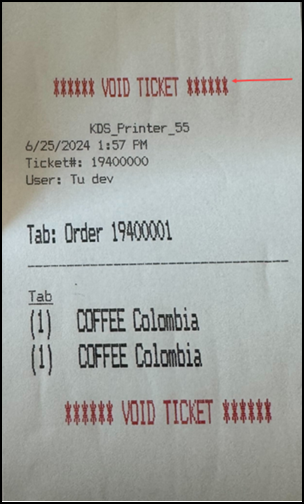 ****** VOID TICKET ******
KDS_Printer_55
6/25/2024 1:57 PM
Ticket#: 19400000
User: Tu dev
Tab: Order 19400001
--------------------------------------
Tab
(1) COFFEE Colombia
(1) COFFEE Colombia
****** VOID TICKET ******